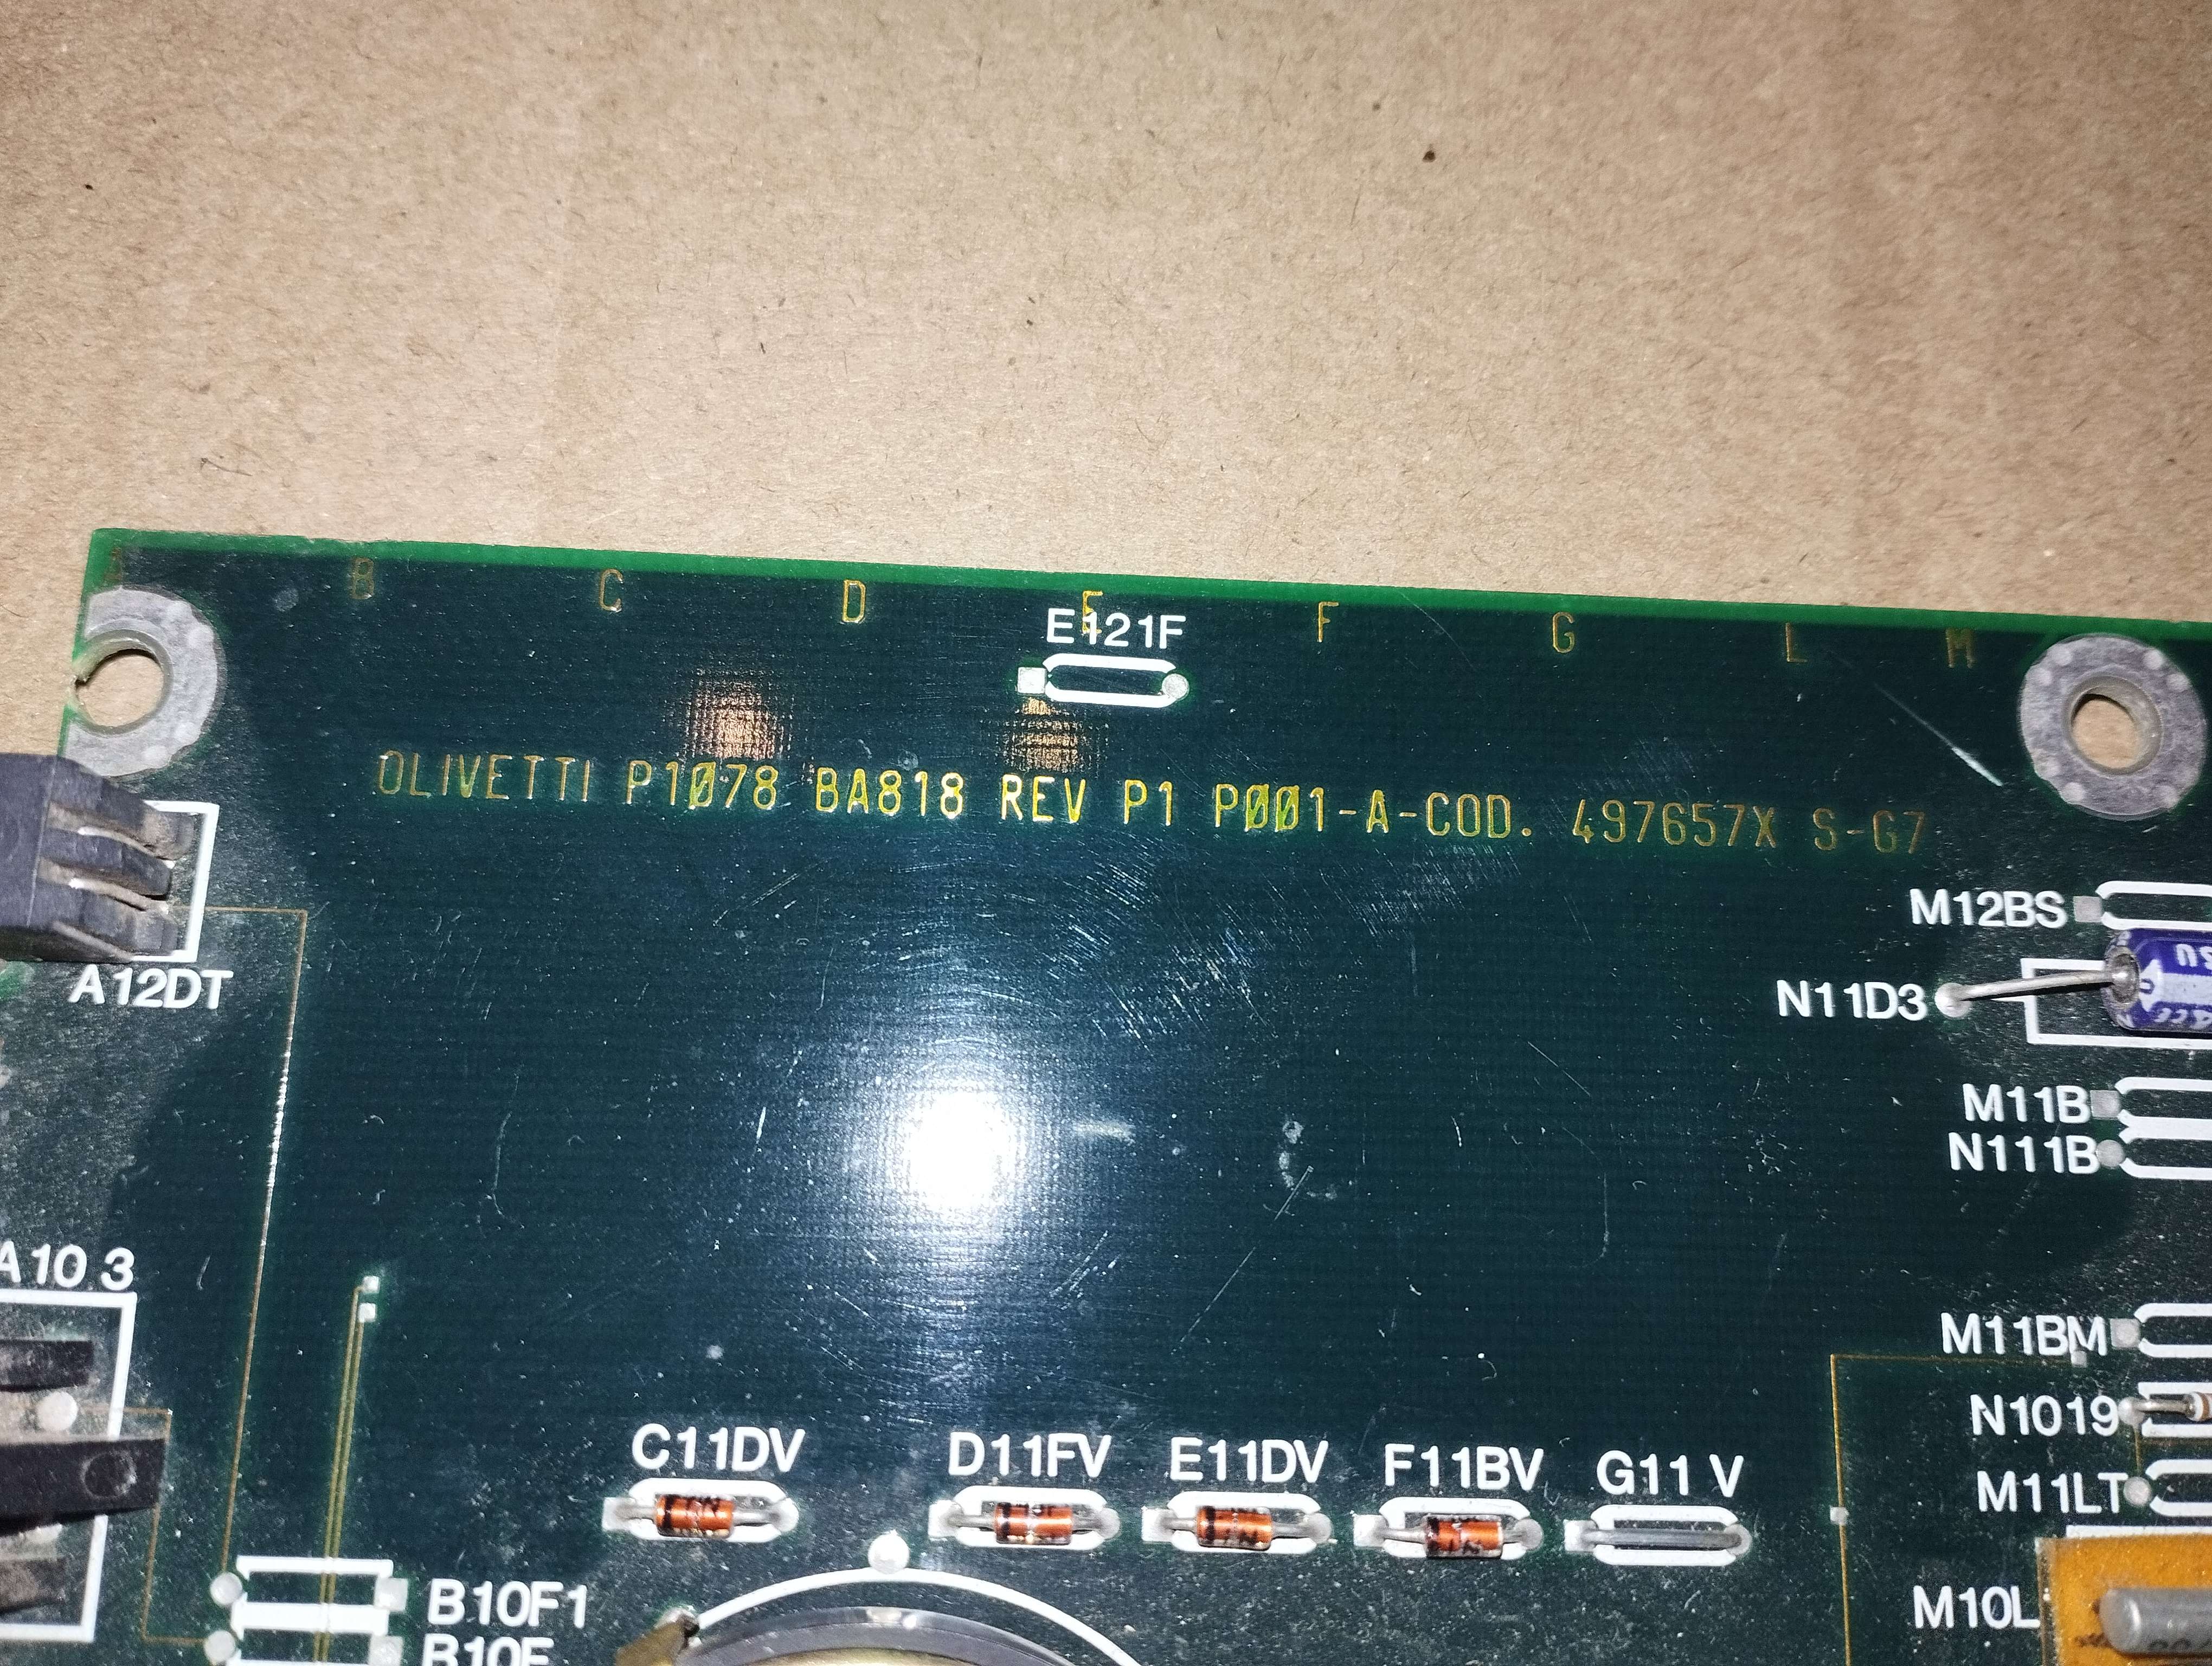 A B C D E F G L M
E121F
OLIVETTI P1078 BA818 REV P1 P001-A-COD. 497657X S-G7
M12BS
A12DT
N11D3
M11B
N111B
A10 3
M11BM
N1019
C11DV D11FV E11DV F11BV G11 V
M11LT
B10F1
M10L